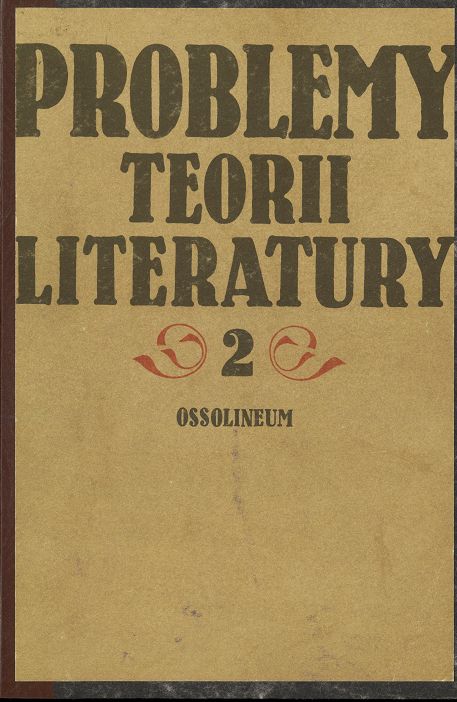 PROBLEMY
TEORII
LITERATURY
2
OSSOLINEUM